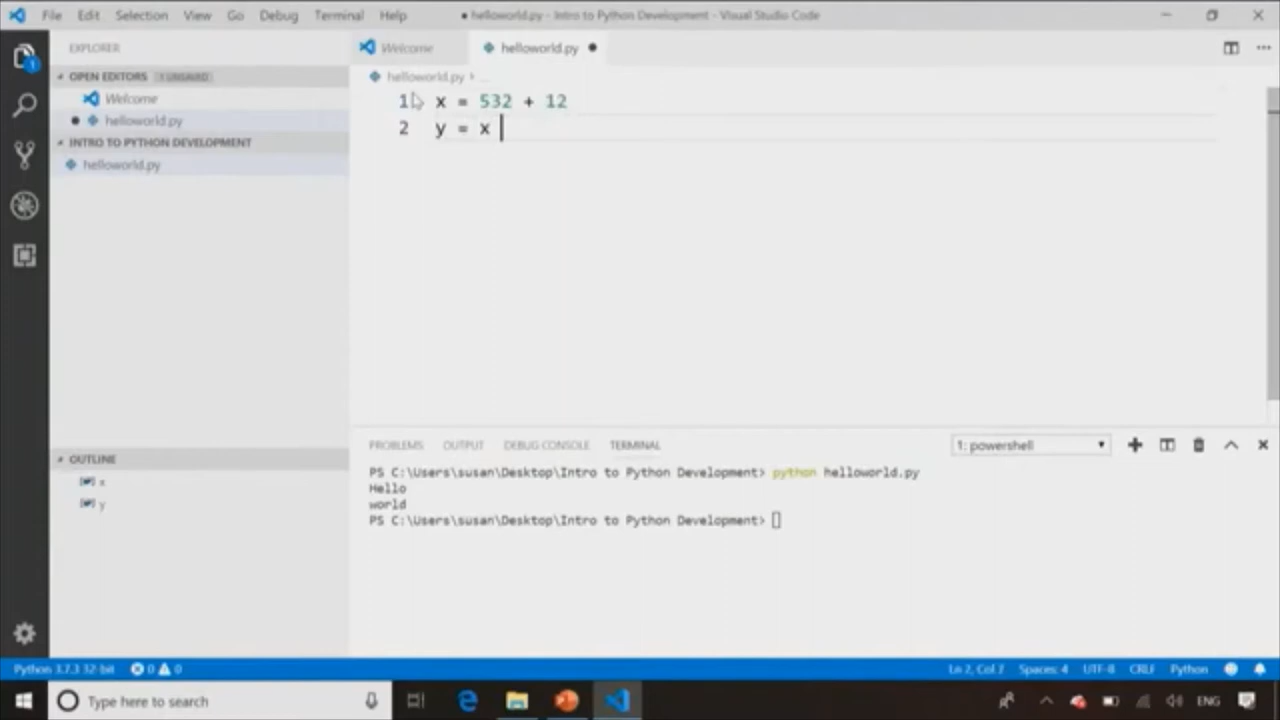 File Edit Selection View Go Debug Terminal Help ● helloworld.py - Intro to Python Development - Visual Studio Code
EXPLORER
OPEN EDITORS 1 UNSAVED
Welcome
helloworld.py
INTRO TO PYTHON DEVELOPMENT
helloworld.py
OUTLINE
x
y
Welcome helloworld.py
helloworld.py › ...
1 x = 532 + 12
2 y = x
PROBLEMS OUTPUT DEBUG CONSOLE TERMINAL 1: powershell
PS C:\Users\susan\Desktop\Intro to Python Development> python helloworld.py
Hello
world
PS C:\Users\susan\Desktop\Intro to Python Development>
Python 3.7.3 32-bit 0 0 Ln 2, Col 7 Spaces: 4 UTF-8 CRLF Python
Type here to search ENG
1